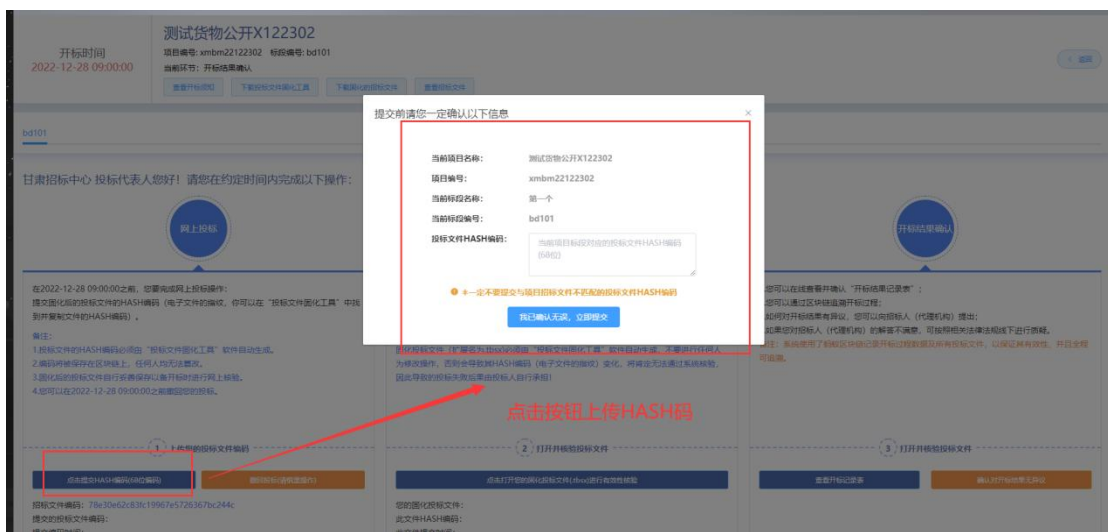 开标时间
2022-12-28 09:00:00
测试货物公开X122302
项目编号: xmbm22122302 标段编号: bd101
当前环节: 开标结果确认
查看开标须知 下载投标文件固化工具 下载固化的招标文件 查看招标文件
返回
bd101
甘肃招标中心 投标代表人您好！请您在约定时间内完成以下操作：
网上投标
在2022-12-28 09:00:00之前，您要完成网上投标操作：
提交固化后的投标文件的HASH编码（电子文件的指纹，你可以在“投标文件固化工具”中找
到并复制文件的HASH编码）。
备注：
1.投标文件的HASH编码必须由“投标文件固化工具”软件自动生成。
2.编码将被保存在区块链上，任何人均无法篡改。
3.固化后的投标文件自行妥善保存以备开标时进行网上核验。
4.您可以在2022-12-28 09:00:00之前撤回您的投标。
1 上传您的投标文件编码
点击提交HASH编码(68位编码)
招标文件编码：
提交的投标文件编码：
提交前请您一定确认以下信息 ×
当前项目名称： 测试货物公开X122302
项目编号： xmbm22122302
当前标段名称： 第一个
当前标段编号： bd101
投标文件HASH编码： 当前项目标段对应的投标文件HASH编码
(68位)
*一定不要提交与项目招标文件不匹配的投标文件HASH编码
我已确认无误，立即提交
为修改操作，否则会导致其HASH编码（电子文件的指纹）变化，将肯定无法通过系统核验，
因此导致的投标失败后果由投标人自行承担）
点击按钮上传HASH码
2 打开并核验投标文件
点击打开您的固化投标文件(.tbox)进行有效性核验
您的固化投标文件：
此文件HASH编码：
开标结果确认
您可以在线查看并确认“开标结果记录表”；
您可以通过区块链追溯开标过程；
如何对开标结果有异议，您可以向招标人（代理机构）提出；
如果您对招标人（代理机构）的解答不满意，可按照相关法律法规线下进行质疑。
可追溯。
3 打开并核验投标文件
查看开标记录表 确认对开标结果无异议